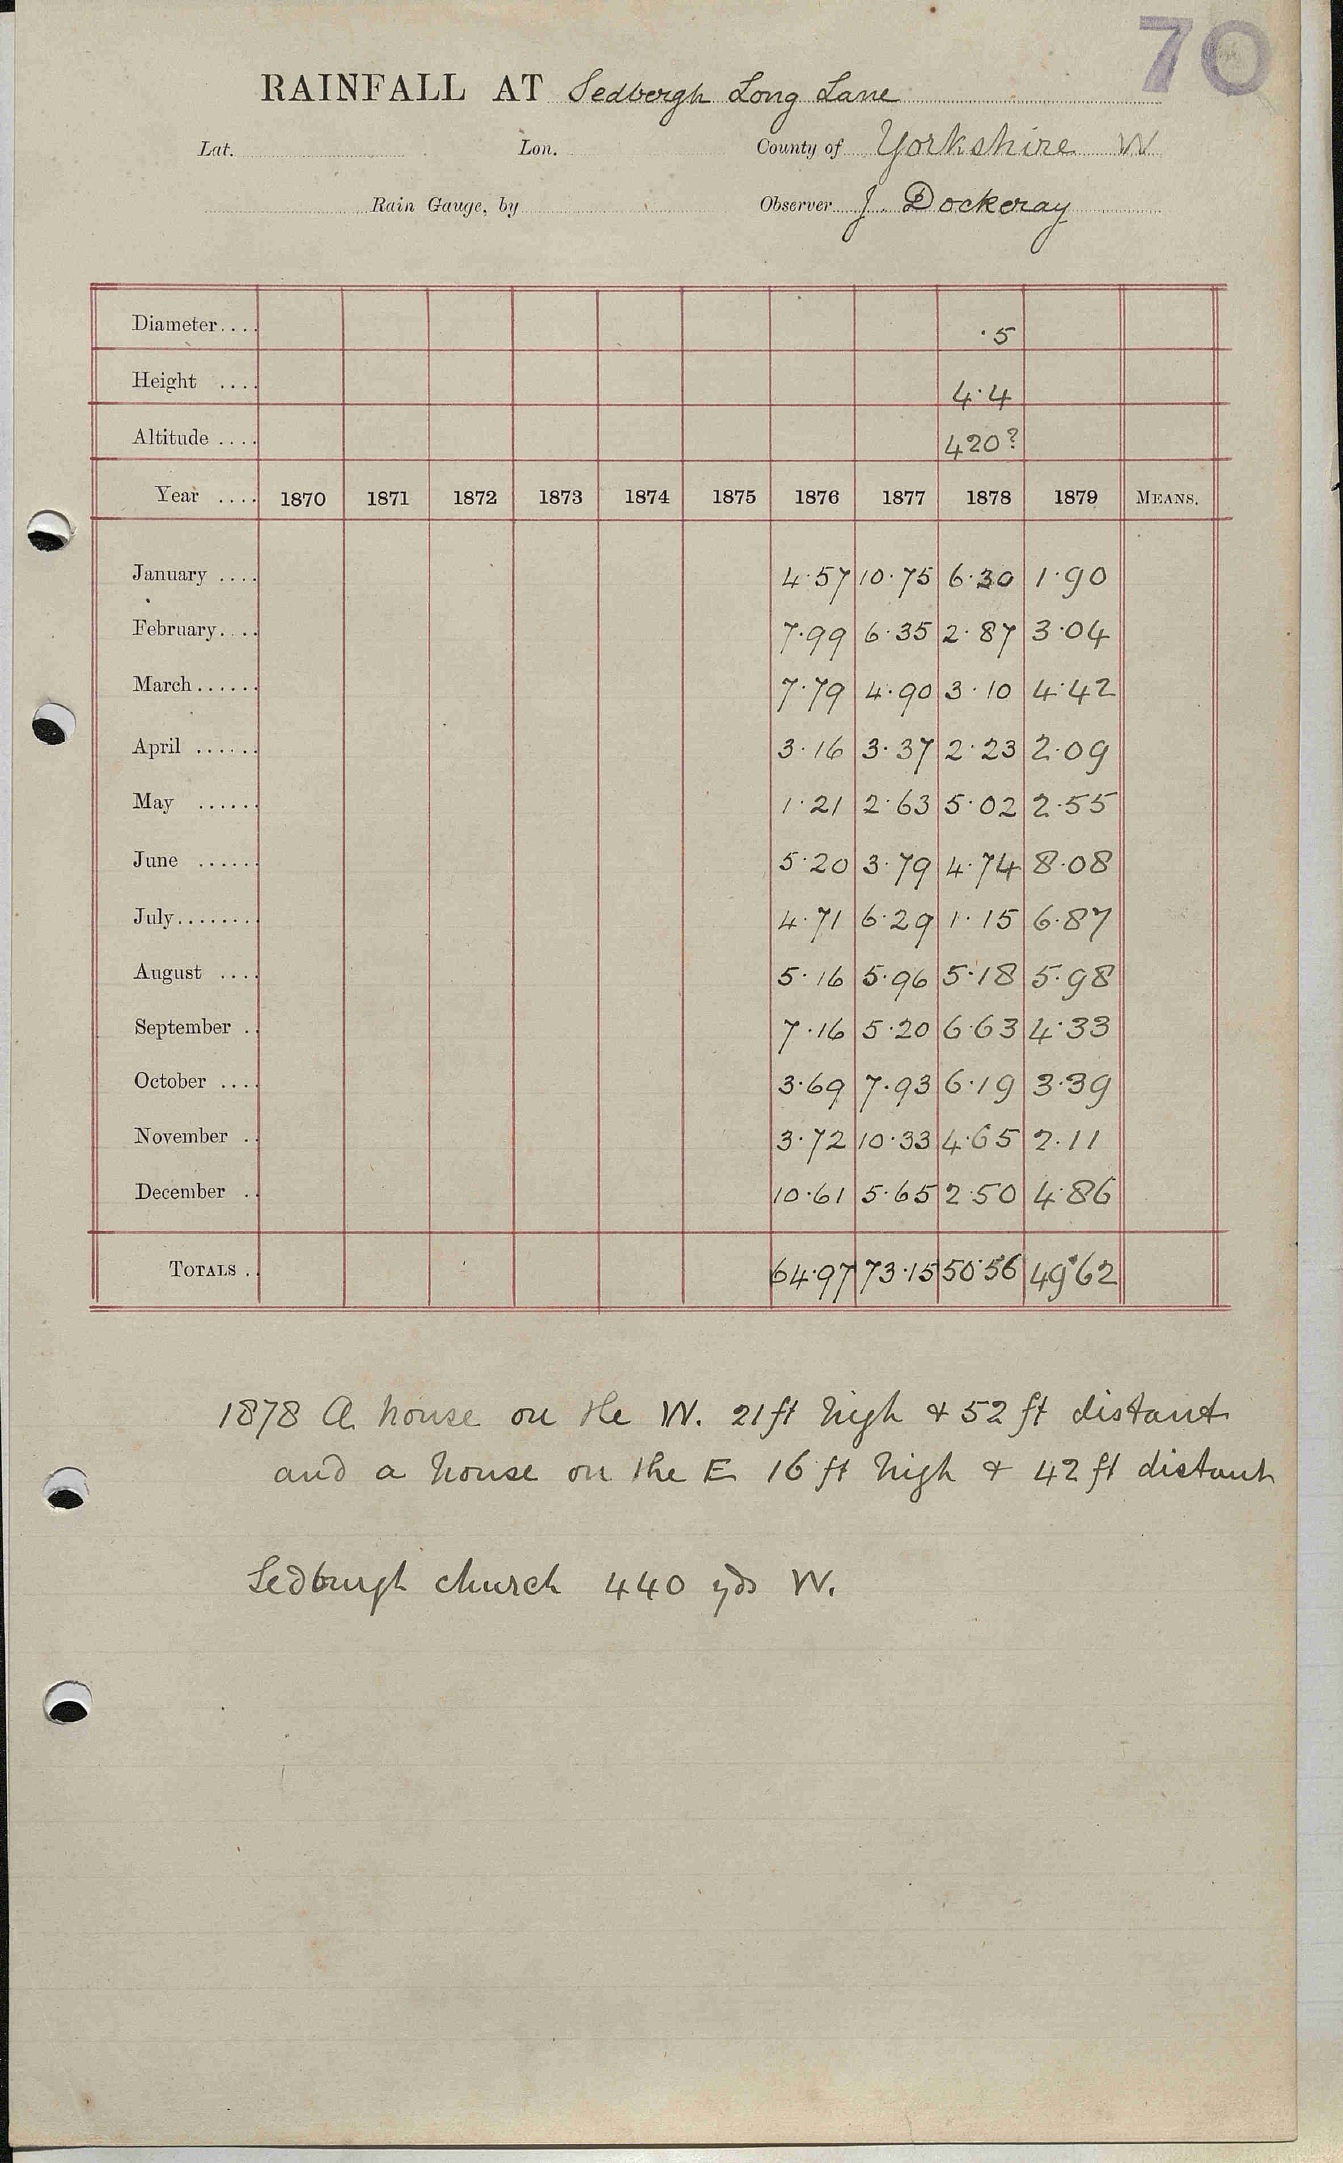 70
RAINFALL AT Sedbergh Long Lane
Lat. Lon. County of Yorkshire W
Rain Gauge, by Observer J. Dockeray
Diameter.... ·5
Height .... 4·4
Altitude .... 420?
Year .... 1870 1871 1872 1873 1874 1875 1876 1877 1878 1879 MEANS.
January .... 4·57 10·75 6·30 1·90
February.... 7·99 6·35 2·87 3·04
March...... 7·79 4·90 3·10 4·42
April ...... 3·16 3·37 2·23 2·09
May ...... 1·21 2·63 5·02 2·55
June ...... 5·20 3·79 4·74 8·08
July........ 4·71 6·29 1·15 6·87
August .... 5·16 5·96 5·18 5·98
September .. 7·16 5·20 6·63 4·33
October .... 3·69 7·93 6·19 3·39
November .. 3·72 10·33 4·65 2·11
December .. 10·61 5·65 2·50 4·86
TOTALS .. 64·97 73·15 50·56 49·62
1878 A house on the W. 21 ft high & 52 ft distant
and a house on the E 16 ft high & 42 ft distant
Sedburgh church 440 yds W.